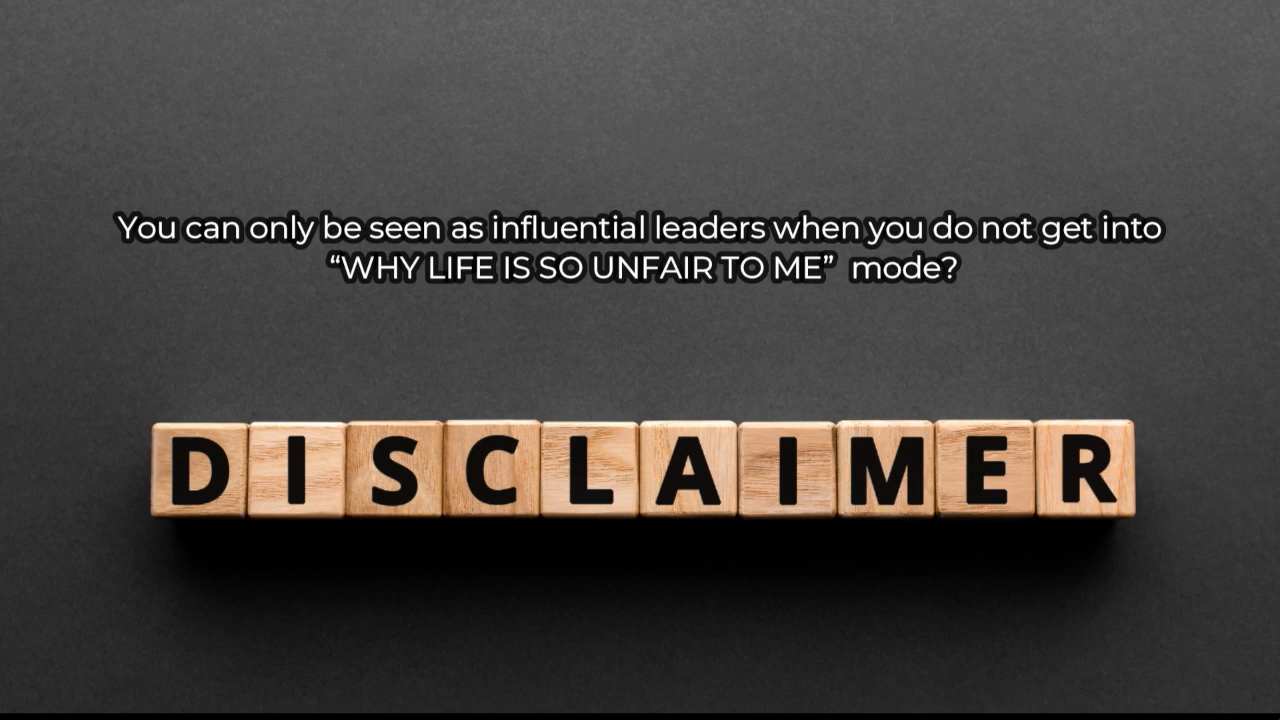 You can only be seen as influential leaders when you do not get into
“WHY LIFE IS SO UNFAIR TO ME”  mode?
DISCLAIMER